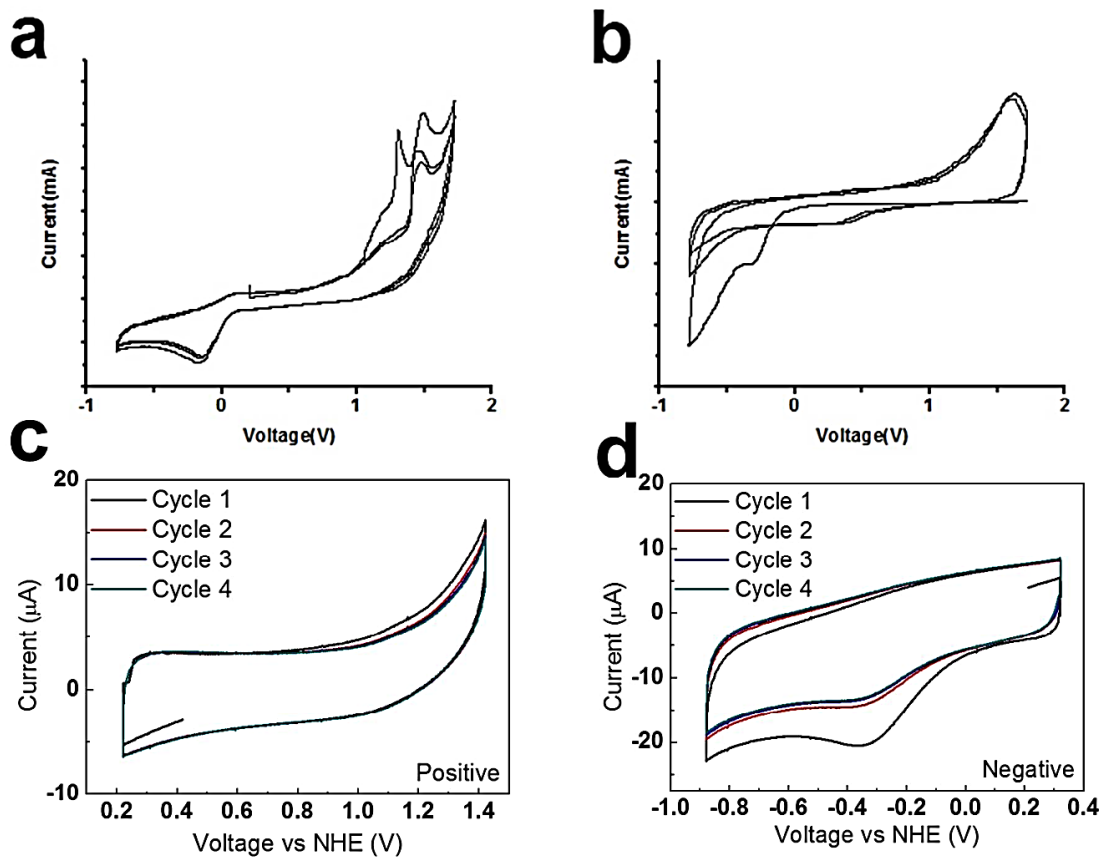 a
b
Current(mA)
Current(mA)
-1
0
1
2
-1
0
1
2
Voltage(V)
Voltage(V)
c
d
20
10
0
-10
Current (μA)
Cycle 1
Cycle 2
Cycle 3
Cycle 4
Positive
0.2
0.4
0.6
0.8
1.0
1.2
1.4
Voltage vs NHE (V)
20
10
0
-10
-20
Current (μA)
Cycle 1
Cycle 2
Cycle 3
Cycle 4
Negative
-1.0
-0.8
-0.6
-0.4
-0.2
0.0
0.2
0.4
Voltage vs NHE (V)